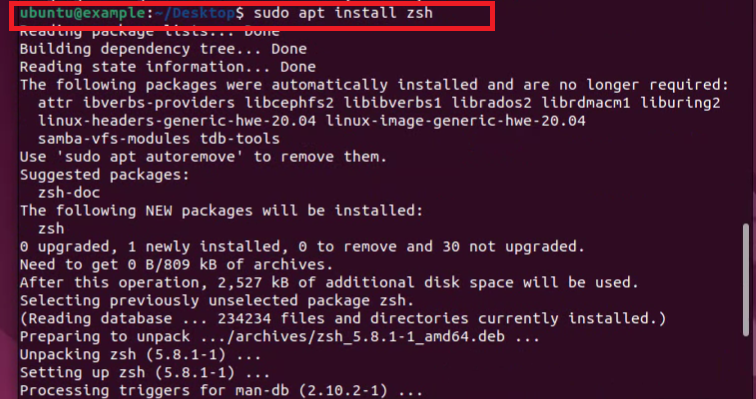 ubuntu@example:~/Desktop$ sudo apt install zsh
Reading package lists... Done
Building dependency tree... Done
Reading state information... Done
The following packages were automatically installed and are no longer required:
  attr ibverbs-providers libcephfs2 libibverbs1 librados2 librdmacm1 liburing2
  linux-headers-generic-hwe-20.04 linux-image-generic-hwe-20.04
  samba-vfs-modules tdb-tools
Use 'sudo apt autoremove' to remove them.
Suggested packages:
  zsh-doc
The following NEW packages will be installed:
  zsh
0 upgraded, 1 newly installed, 0 to remove and 30 not upgraded.
Need to get 0 B/809 kB of archives.
After this operation, 2,527 kB of additional disk space will be used.
Selecting previously unselected package zsh.
(Reading database ... 234234 files and directories currently installed.)
Preparing to unpack .../archives/zsh_5.8.1-1_amd64.deb ...
Unpacking zsh (5.8.1-1) ...
Setting up zsh (5.8.1-1) ...
Processing triggers for man-db (2.10.2-1) ...